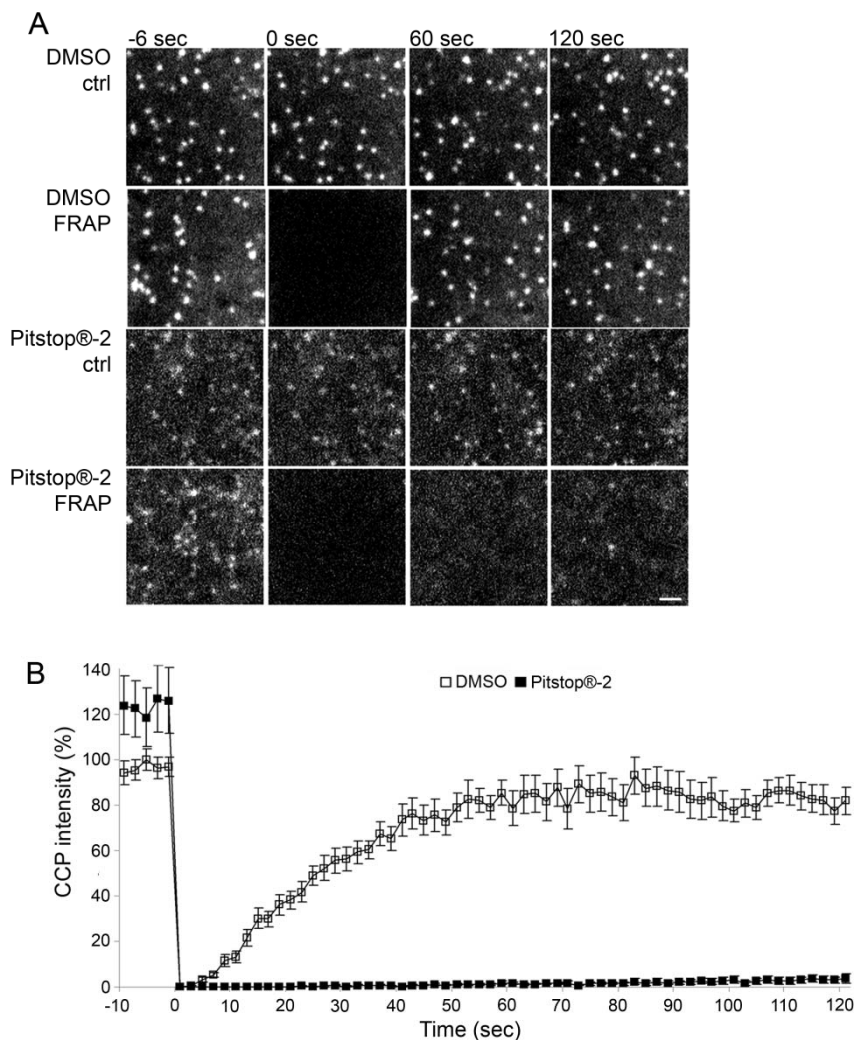 A
-6 sec 0 sec 60 sec 120 sec
DMSO
ctrl
DMSO
FRAP
Pitstop®-2
ctrl
Pitstop®-2
FRAP
B
DMSO Pitstop®-2
CCP intensity (%)
140
120
100
80
60
40
20
0
-10 0 10 20 30 40 50 60 70 80 90 100 110 120
Time (sec)